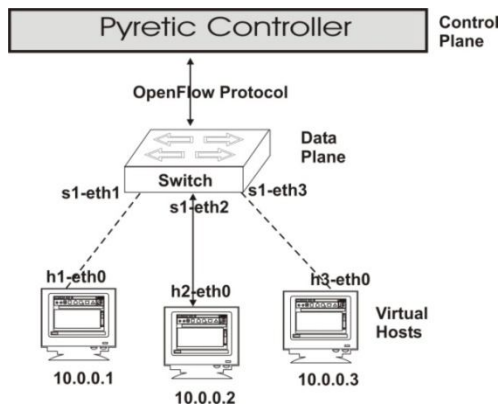 Pyretic Controller
Control
Plane
OpenFlow Protocol
Data
Plane
Switch
s1-eth1
s1-eth3
s1-eth2
h1-eth0
h2-eth0
h3-eth0
Virtual
Hosts
10.0.0.1
10.0.0.2
10.0.0.3